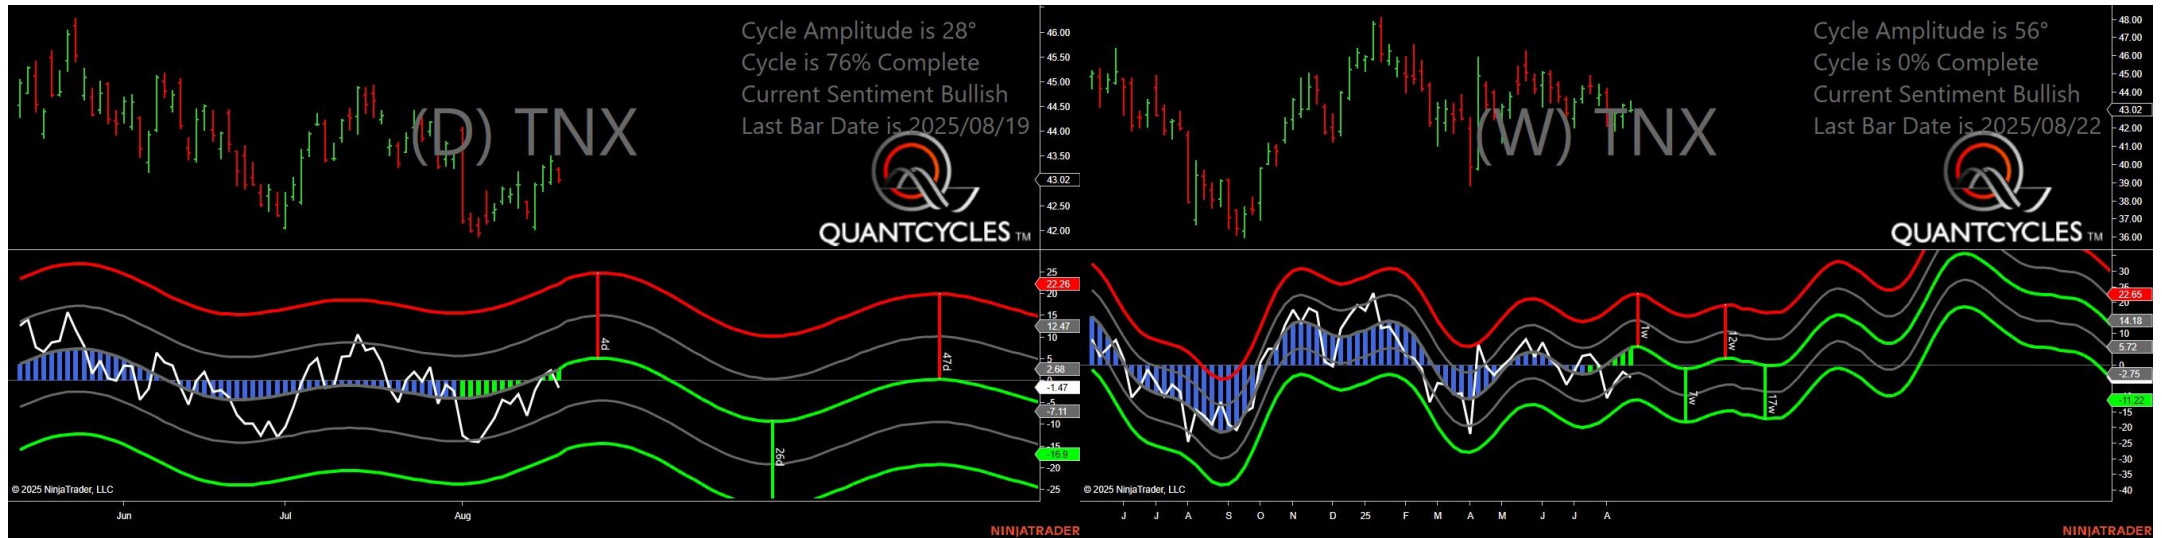 Cycle Amplitude is 28°
Cycle is 76% Complete
Current Sentiment Bullish
Last Bar Date is 2025/08/19
(D) TNX
QUANTCYCLES TM
46.00
45.50
45.00
44.50
44.00
43.50
43.02
42.50
42.00
25
22.26
20
15
12.47
10
5
2.68
-1.47
-5
-7.11
-10
-15
-16.9
-20
-25
4d
26d
47d
© 2025 NinjaTrader, LLC
Jun Jul Aug
NINJATRADER
Cycle Amplitude is 56°
Cycle is 0% Complete
Current Sentiment Bullish
Last Bar Date is 2025/08/22
(W) TNX
QUANTCYCLES TM
48.00
47.00
46.00
45.00
44.00
43.02
42.00
41.00
40.00
39.00
38.00
37.00
36.00
30
22.65
20
14.18
10
5.72
0
-2.75
-11.22
-15
-20
-25
-30
-35
-40
1w
7w
12w
17w
© 2025 NinjaTrader, LLC
J J A S O N D 25 F M A M J J A
NINJATRADER